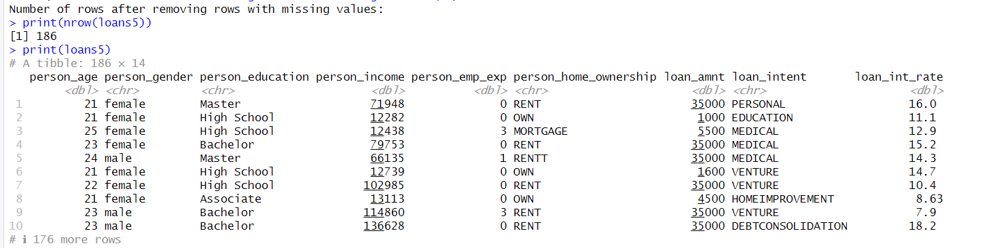 Number of rows after removing rows with missing values:
> print(nrow(loans5))
[1] 186
> print(loans5)
# A tibble: 186 × 14
person_age person_gender person_education person_income person_emp_exp person_home_ownership loan_amnt loan_intent loan_int_rate
<dbl> <chr> <chr> <dbl> <dbl> <chr> <dbl> <chr> <dbl>
1 21 female Master 71948 0 RENT 35000 PERSONAL 16.0
2 21 female High School 12282 0 OWN 1000 EDUCATION 11.1
3 25 female High School 12438 3 MORTGAGE 5500 MEDICAL 12.9
4 23 female Bachelor 79753 0 RENT 35000 MEDICAL 15.2
5 24 male Master 66135 1 RENTT 35000 MEDICAL 14.3
6 21 female High School 12739 0 OWN 1600 VENTURE 14.7
7 22 female High School 102985 0 RENT 35000 VENTURE 10.4
8 21 female Associate 13113 0 OWN 4500 HOMEIMPROVEMENT 8.63
9 23 male Bachelor 114860 3 RENT 35000 VENTURE 7.9
10 23 male Bachelor 136628 0 RENT 35000 DEBTCONSOLIDATION 18.2
# ℹ 176 more rows